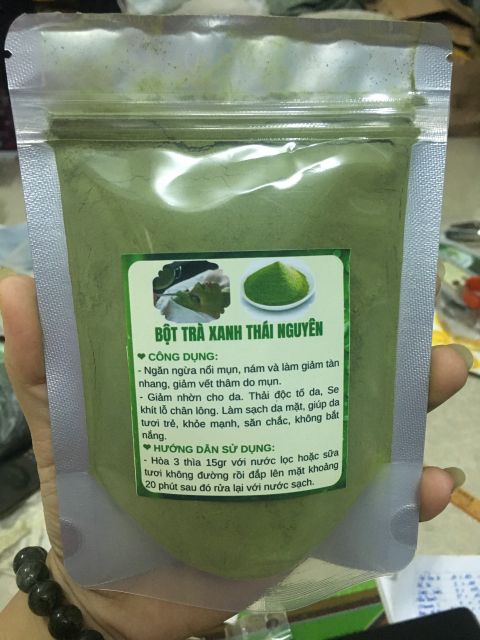 BỘT TRÀ XANH THÁI NGUYÊN
❤ CÔNG DỤNG:
- Ngăn ngừa nổi mụn, nám và làm giảm tàn
nhang, giảm vết thâm do mụn.
- Giảm nhờn cho da. Thải độc tố da, Se
khít lỗ chân lông. Làm sạch da mặt, giúp da
tươi trẻ, khỏe mạnh, săn chắc, không bắt
nắng.
❤ HƯỚNG DẪN SỬ DỤNG:
- Hòa 3 thìa 15gr với nước lọc hoặc sữa
tươi không đường rồi đắp lên mặt khoảng
20 phút sau đó rửa lại với nước sạch.